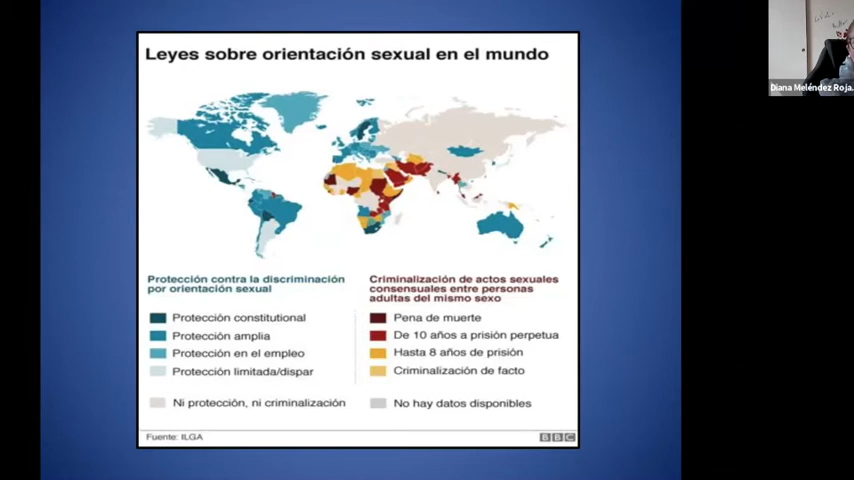 Leyes sobre orientación sexual en el mundo
Diana Meléndez Roja...
Protección contra la discriminación
por orientación sexual
Protección constitutional
Protección amplia
Protección en el empleo
Protección limitada/dispar
Ni protección, ni criminalización
Criminalización de actos sexuales
consensuales entre personas
adultas del mismo sexo
Pena de muerte
De 10 años a prisión perpetua
Hasta 8 años de prisión
Criminalización de facto
No hay datos disponibles
Fuente: ILGA
BBC